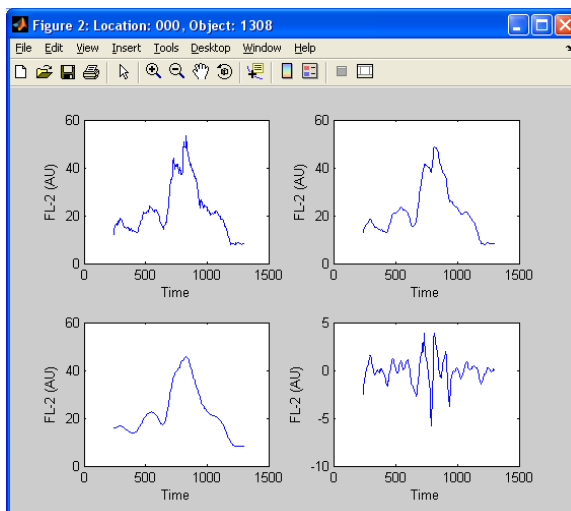 Figure 2: Location: 000, Object: 1308
File Edit View Insert Tools Desktop Window Help
60
40
20
0
FL-2 (AU)
0 500 1000 1500
Time
60
40
20
0
FL-2 (AU)
0 500 1000 1500
Time
60
40
20
0
FL-2 (AU)
0 500 1000 1500
Time
5
0
-5
-10
FL-2 (AU)
0 500 1000 1500
Time